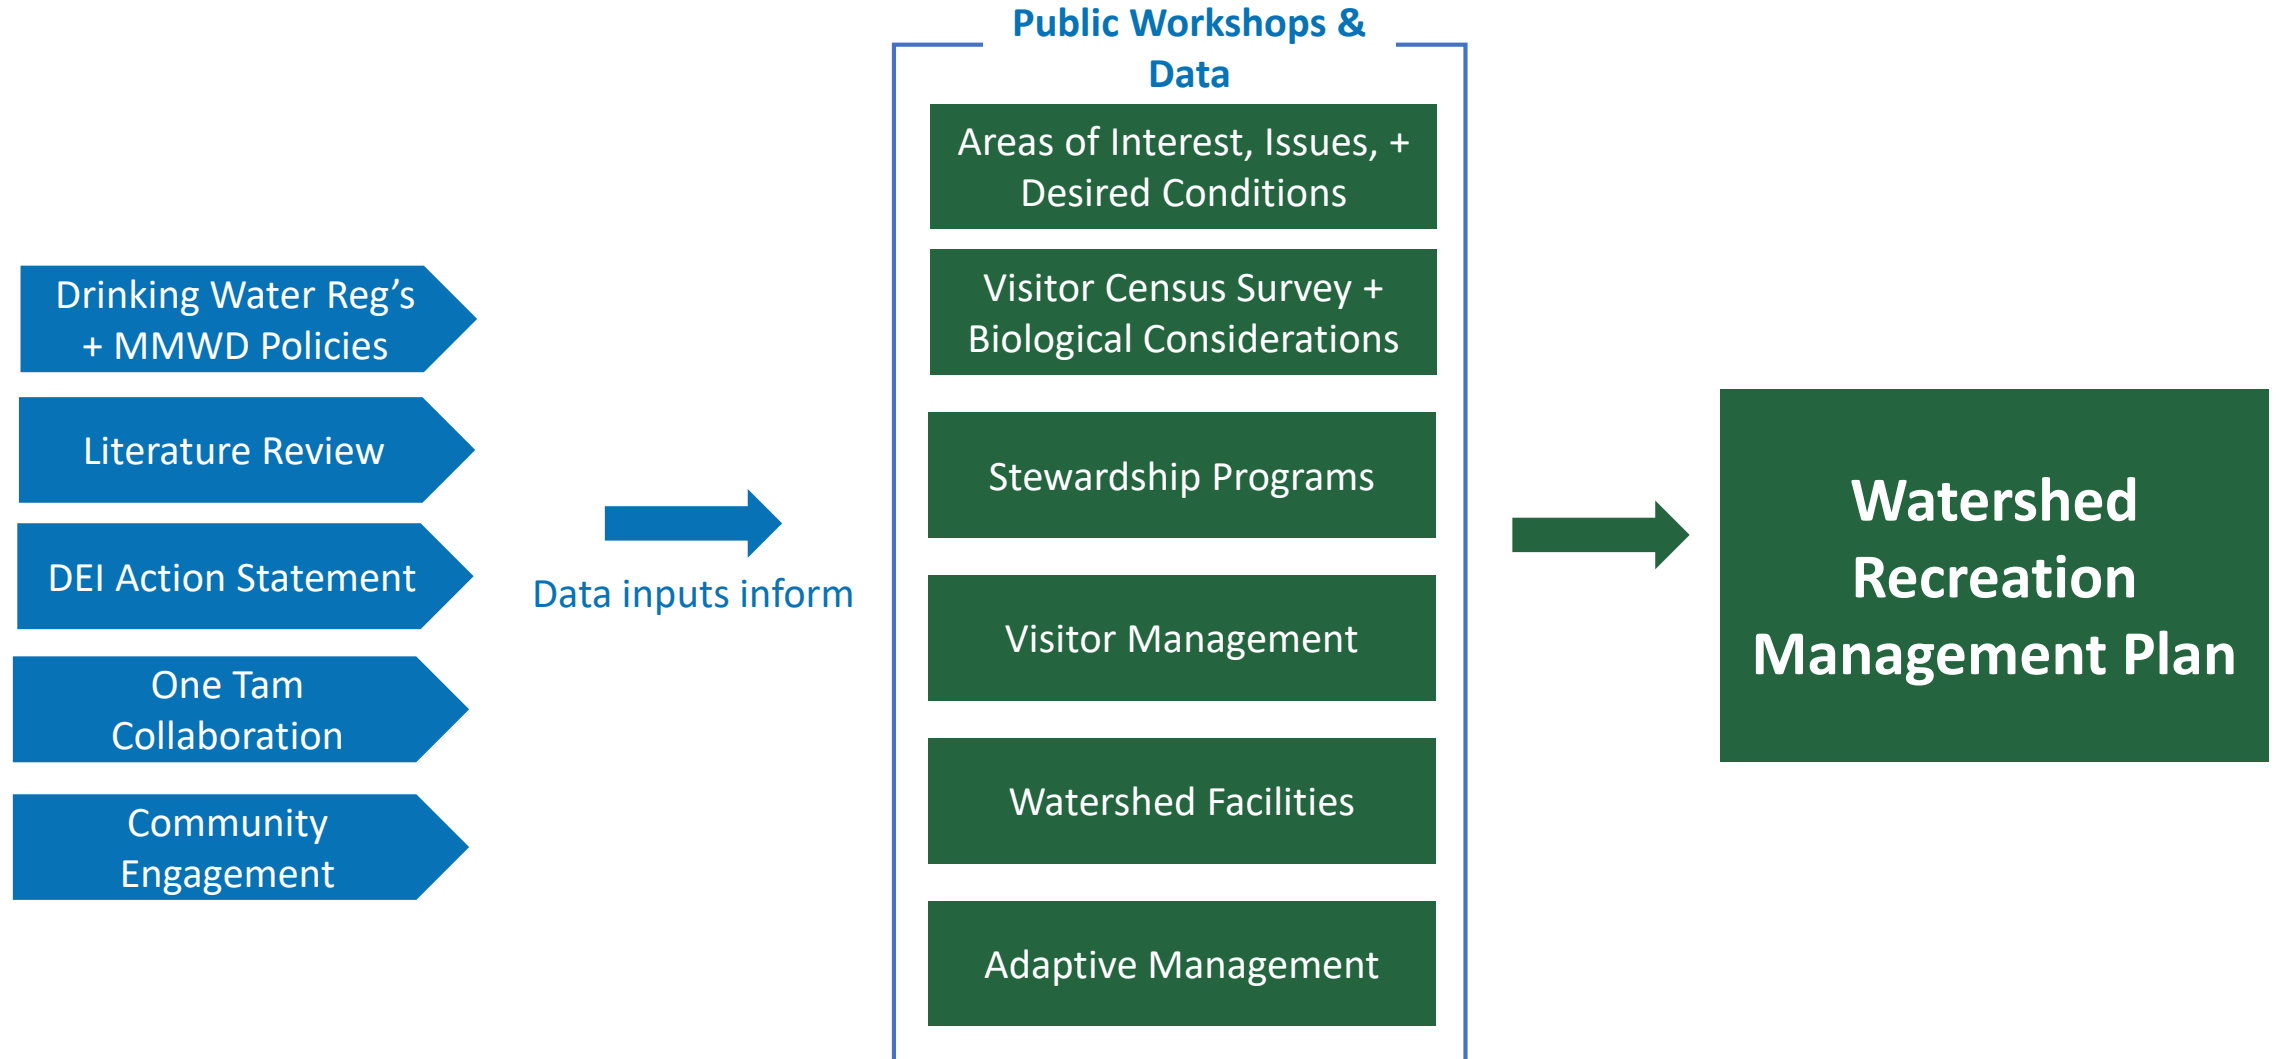 Public Workshops &
Data
Areas of Interest, Issues, +
Desired Conditions
Visitor Census Survey +
Biological Considerations
Stewardship Programs
Visitor Management
Watershed Facilities
Adaptive Management
Drinking Water Reg’s
+ MMWD Policies
Literature Review
DEI Action Statement
One Tam
Collaboration
Community
Engagement
Data inputs inform
Watershed
Recreation
Management Plan